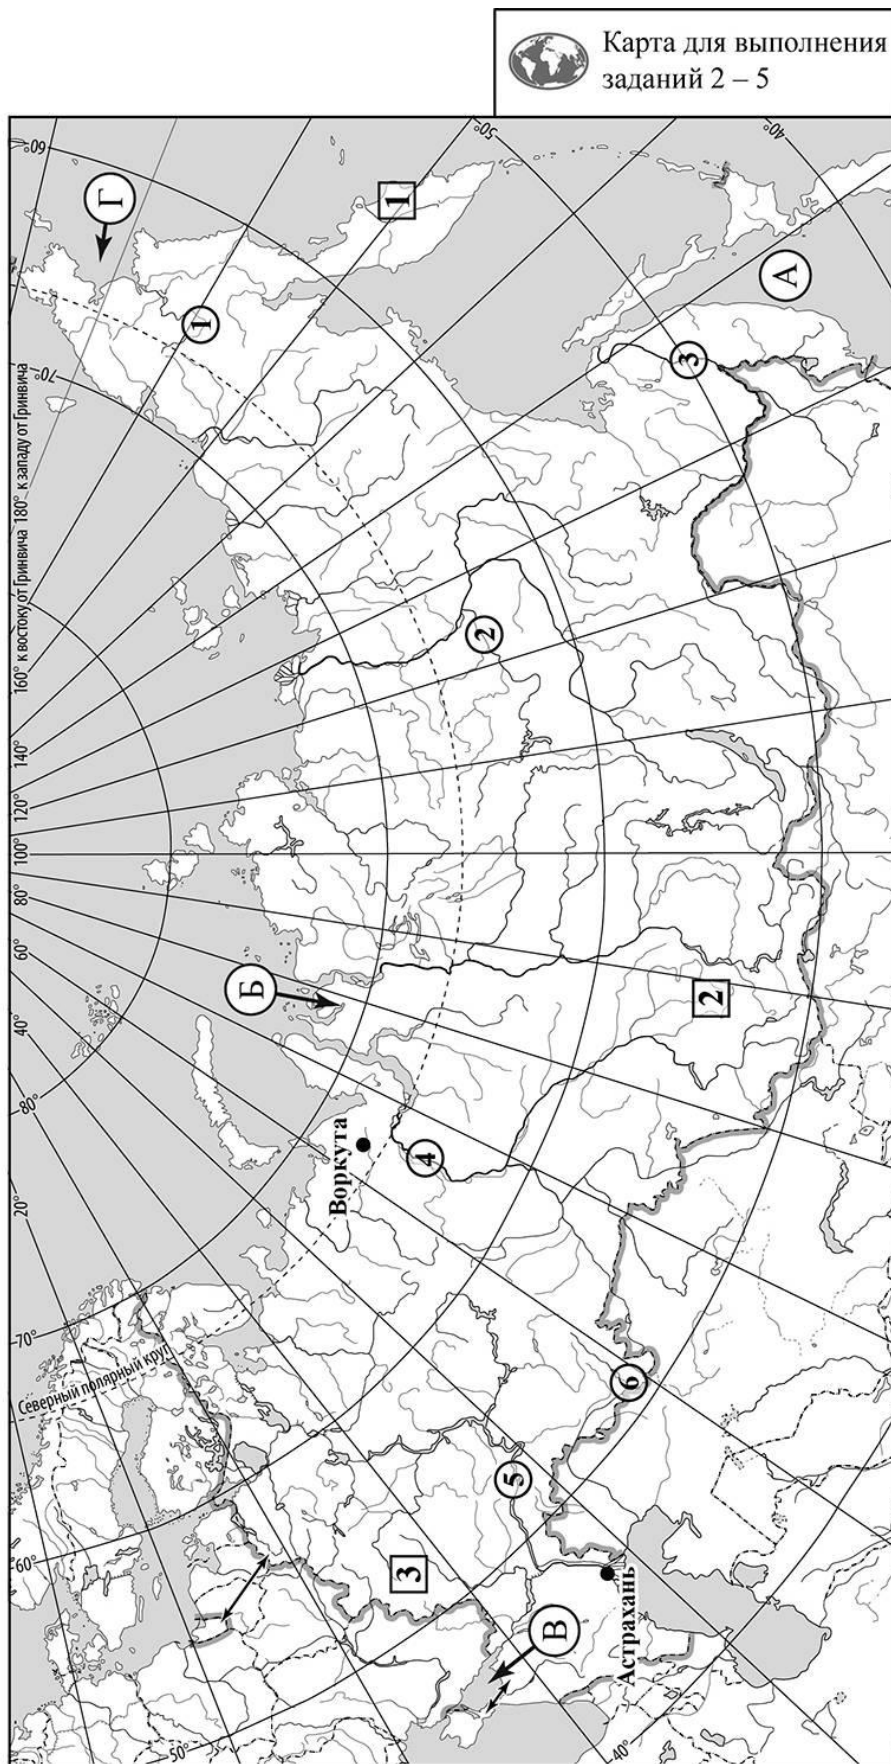 Карта для выполнения
заданий 2 – 5
60°
50°
40°
Г
1
1
А
70°
3
160° к востоку от Гринвича 180° к западу от Гринвича
140°
120°
100°
80°
60°
40°
20°
80°
70°
60°
50°
40°
2
Б
2
Воркута
4
Северный полярный круг
6
5
3
Астрахань
В